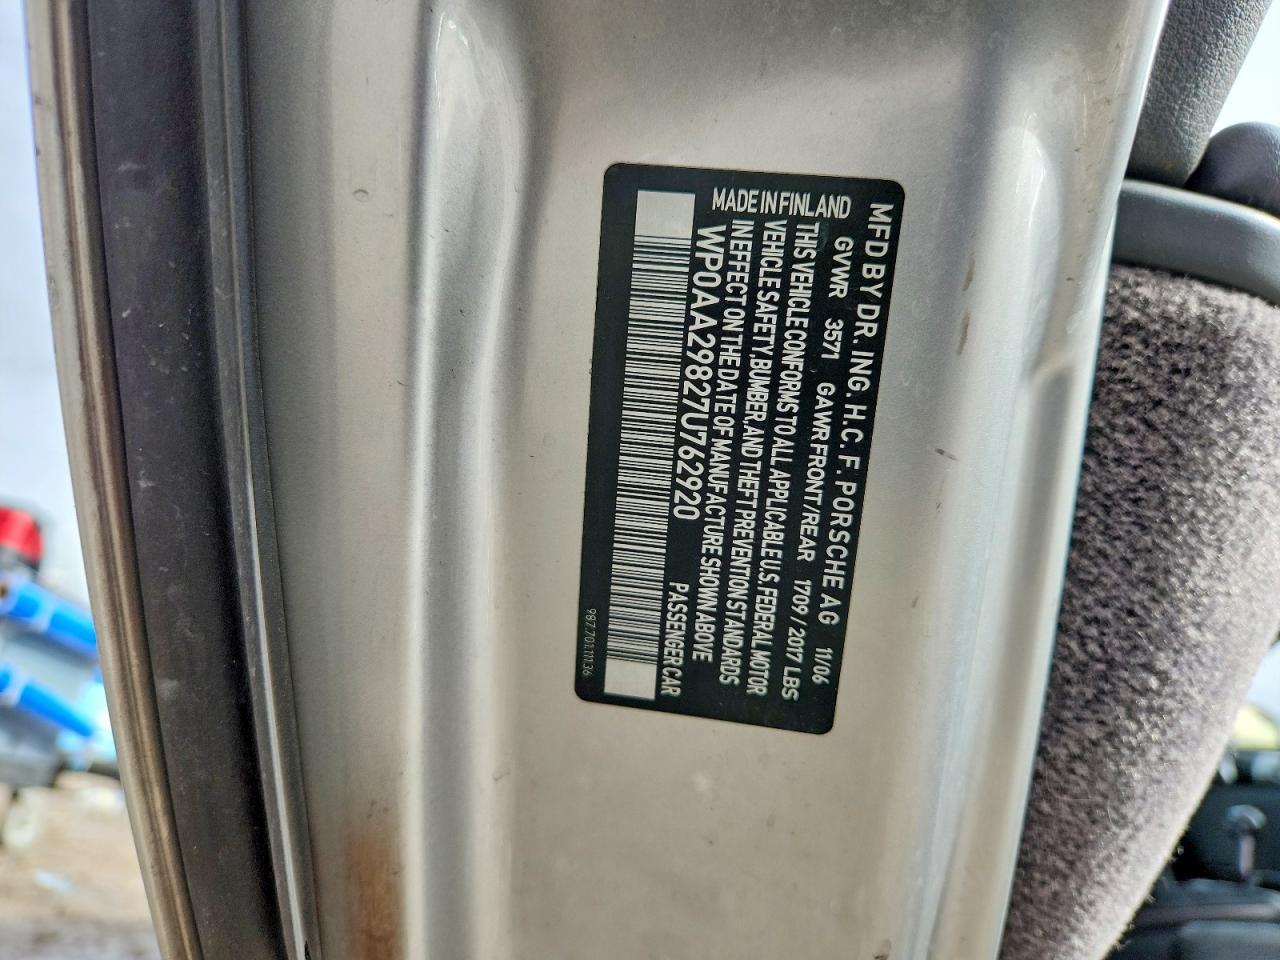 MFD BY DR. ING. H. C. F. PORSCHE AG 11/06
GVWR 3571 GAWR FRONT/REAR 1709 / 2017 LBS
THIS VEHICLE CONFORMS TO ALL APPLICABLE U.S. FEDERAL MOTOR
VEHICLE SAFETY, BUMPER, AND THEFT PREVENTION STANDARDS
IN EFFECT ON THE DATE OF MANUFACTURE SHOWN ABOVE
MADE IN FINLAND
WP0AA29827U762920 PASSENGER CAR
987.701.111.36